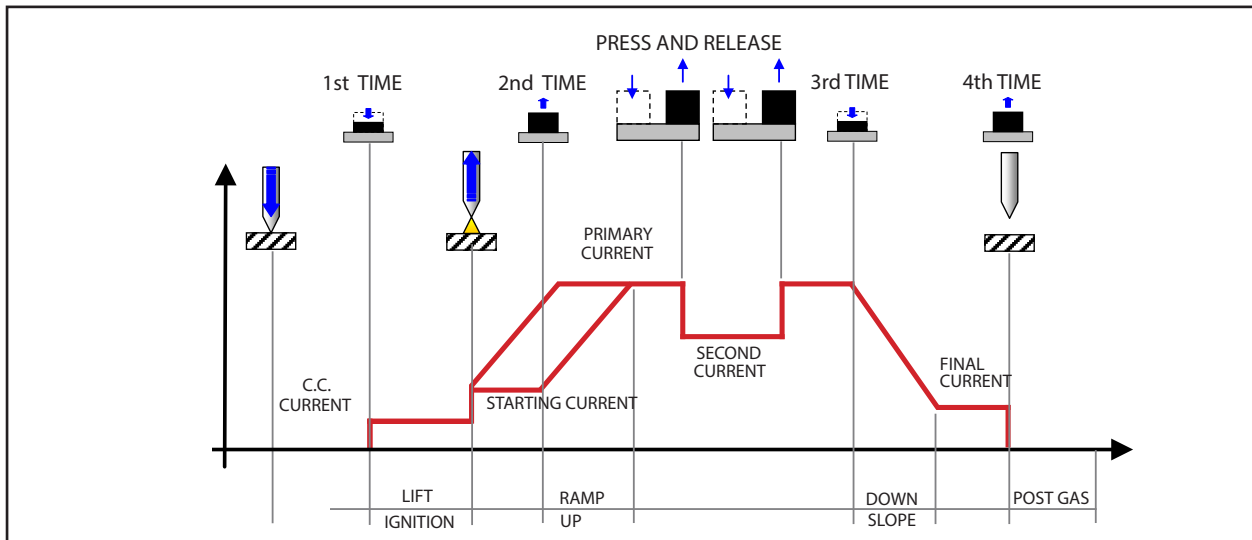 PRESS AND RELEASE
1st TIME
2nd TIME
3rd TIME
4th TIME
PRIMARY
CURRENT
SECOND
CURRENT
FINAL
CURRENT
C.C.
CURRENT
STARTING CURRENT
LIFT
IGNITION
RAMP
UP
DOWN
SLOPE
POST GAS